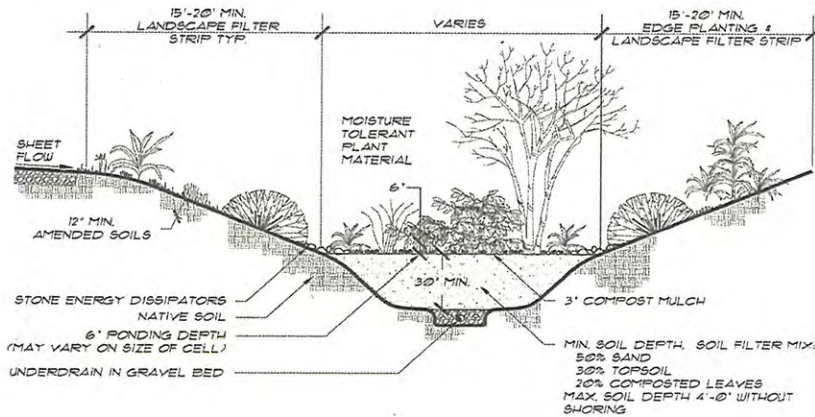 15'-20' MIN.
LANDSCAPE FILTER
STRIP TYP.
VARIES
15'-20' MIN.
EDGE PLANTING &
LANDSCAPE FILTER STRIP
MOISTURE
TOLERANT
PLANT
MATERIAL
SHEET
FLOW
6"
12" MIN.
AMENDED SOILS
30" MIN.
STONE ENERGY DISSIPATORS
NATIVE SOIL
6" PONDING DEPTH
(MAY VARY ON SIZE OF CELL)
UNDERDRAIN IN GRAVEL BED
3" COMPOST MULCH
MIN. SOIL DEPTH. SOIL FILTER MIX:
50% SAND
30% TOPSOIL
20% COMPOSTED LEAVES
MAX. SOIL DEPTH 4'-0" WITHOUT
SHORING